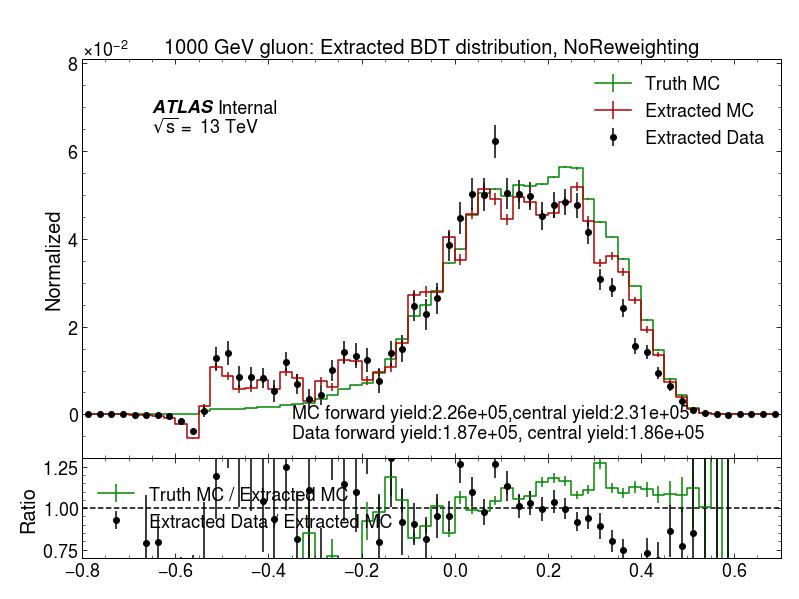 1000 GeV gluon: Extracted BDT distribution, NoReweighting
×10⁻²
8
6
4
2
0
Normalized
ATLAS Internal
√s = 13 TeV
Truth MC
Extracted MC
Extracted Data
MC forward yield:2.26e+05,central yield:2.31e+05
Data forward yield:1.87e+05, central yield:1.86e+05
1.25
1.00
0.75
Ratio
Truth MC / Extracted MC
Extracted Data / Extracted MC
−0.8 −0.6 −0.4 −0.2 0.0 0.2 0.4 0.6